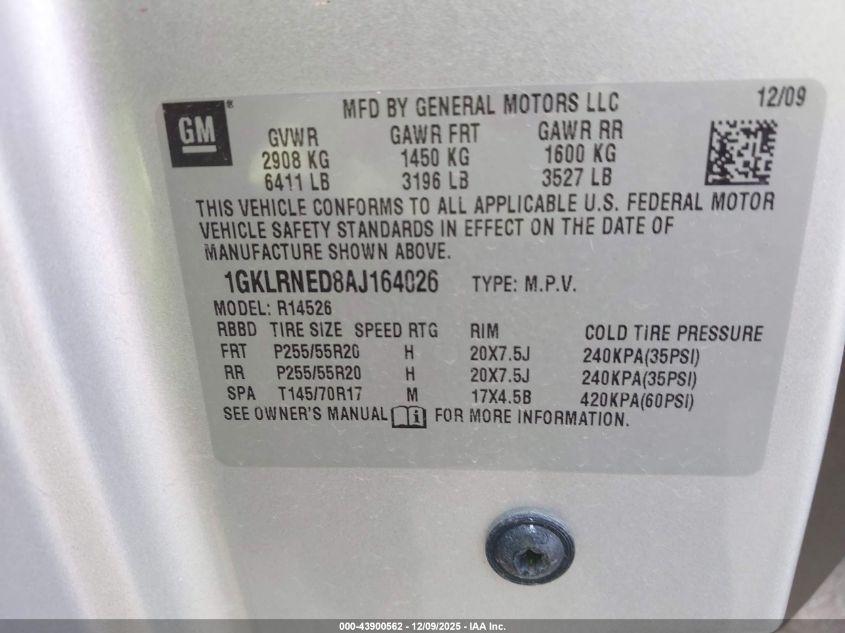 MFD BY GENERAL MOTORS LLC 12/09
GM®
GVWR GAWR FRT GAWR RR
2908 KG 1450 KG 1600 KG
6411 LB 3196 LB 3527 LB
THIS VEHICLE CONFORMS TO ALL APPLICABLE U.S. FEDERAL MOTOR
VEHICLE SAFETY STANDARDS IN EFFECT ON THE DATE OF
MANUFACTURE SHOWN ABOVE.
1GKLRNED8AJ164026 TYPE: M.P.V.
MODEL: R14526
RBBD TIRE SIZE SPEED RTG RIM COLD TIRE PRESSURE
FRT P255/55R20 H 20X7.5J 240KPA(35PSI)
RR P255/55R20 H 20X7.5J 240KPA(35PSI)
SPA T145/70R17 M 17X4.5B 420KPA(60PSI)
SEE OWNER'S MANUAL i FOR MORE INFORMATION.
000-43900562 - 12/09/2025 - IAA Inc.